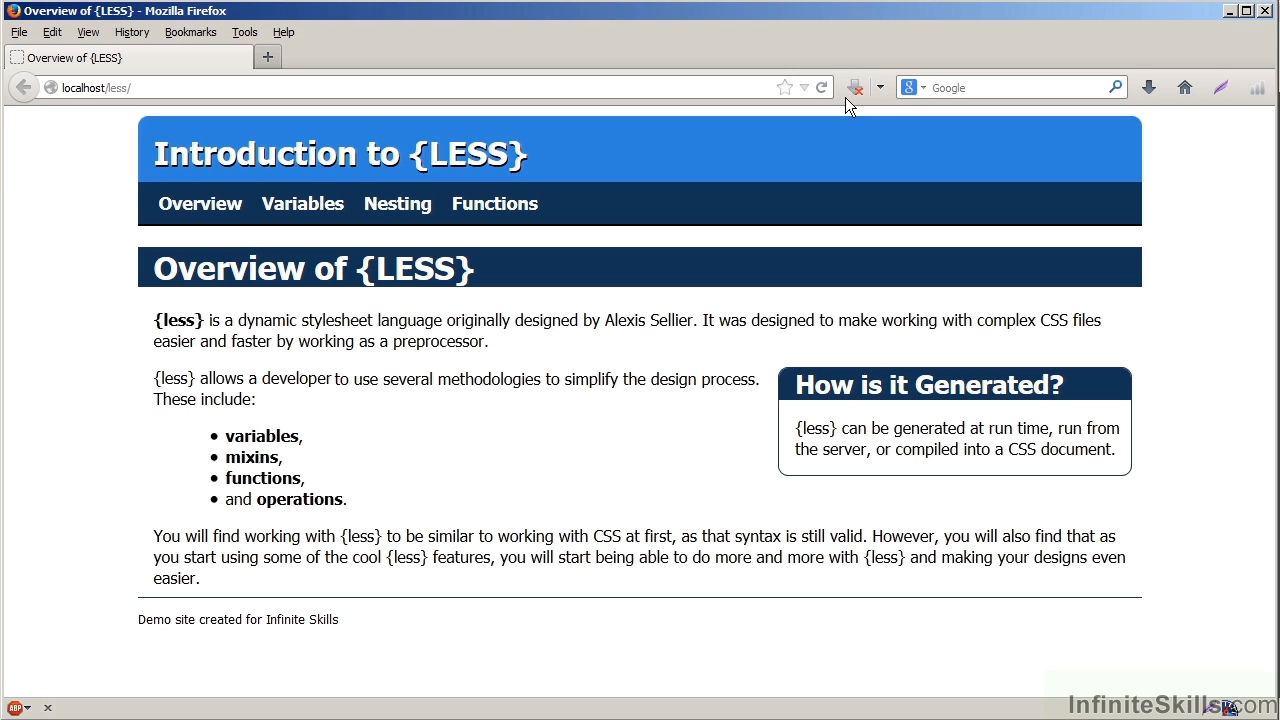 Overview of {LESS} - Mozilla Firefox
File Edit View History Bookmarks Tools Help
Overview of {LESS} +
localhost/less/ 8 Google
Introduction to {LESS}
Overview Variables Nesting Functions
Overview of {LESS}
{less} is a dynamic stylesheet language originally designed by Alexis Sellier. It was designed to make working with complex CSS files
easier and faster by working as a preprocessor.
{less} allows a developer to use several methodologies to simplify the design process.
These include:
• variables,
• mixins,
• functions,
• and operations.
How is it Generated?
{less} can be generated at run time, run from
the server, or compiled into a CSS document.
You will find working with {less} to be similar to working with CSS at first, as that syntax is still valid. However, you will also find that as
you start using some of the cool {less} features, you will start being able to do more and more with {less} and making your designs even
easier.
Demo site created for Infinite Skills
ABP
InfiniteSkills.com